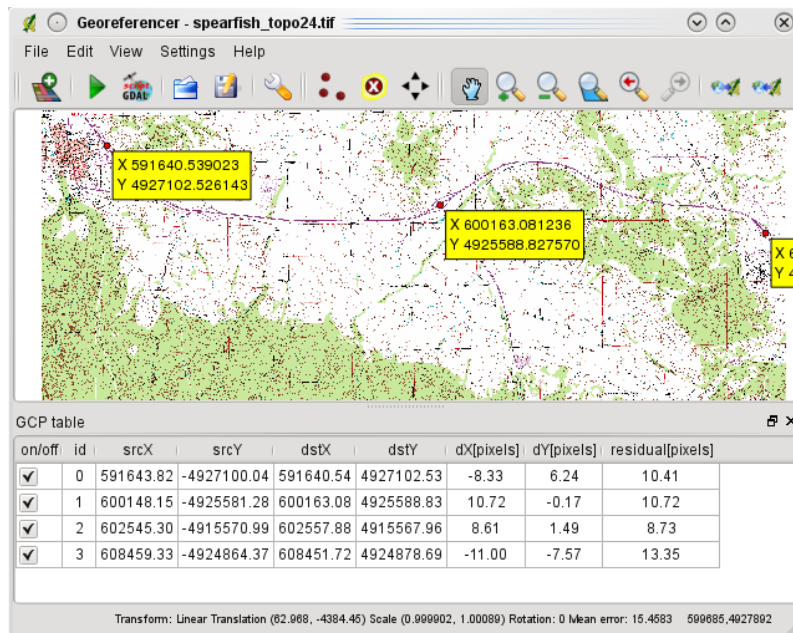 Georeferencer - spearfish_topo24.tif
File Edit View Settings Help
script GDAL
X 591640.539023
Y 4927102.526143
X 600163.081236
Y 4925588.827570
X 6
Y 4
GCP table
on/off id srcX srcY dstX dstY dX[pixels] dY[pixels] residual[pixels]
0 591643.82 -4927100.04 591640.54 4927102.53 -8.33 6.24 10.41
1 600148.15 -4925581.28 600163.08 4925588.83 10.72 -0.17 10.72
2 602545.30 -4915570.99 602557.88 4915567.96 8.61 1.49 8.73
3 608459.33 -4924864.37 608451.72 4924878.69 -11.00 -7.57 13.35
Transform: Linear Translation (62.968, -4384.45) Scale (0.999902, 1.00089) Rotation: 0 Mean error: 15.4583 599685,4927892